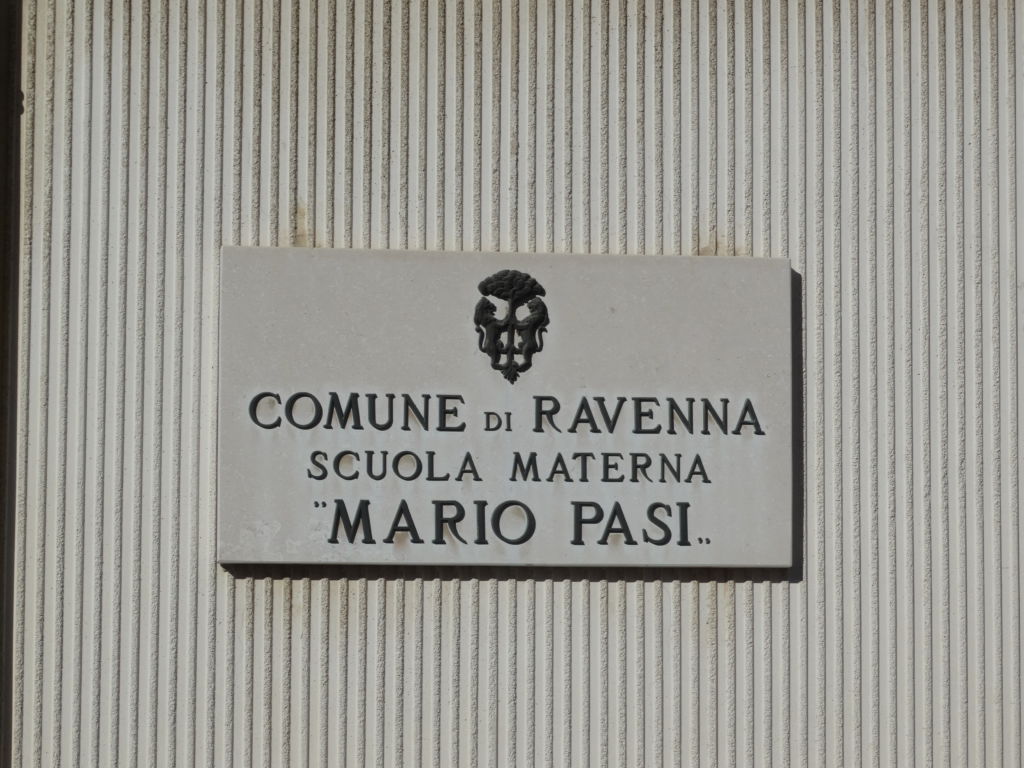 COMUNE DI RAVENNA
SCUOLA MATERNA
"MARIO PASI„